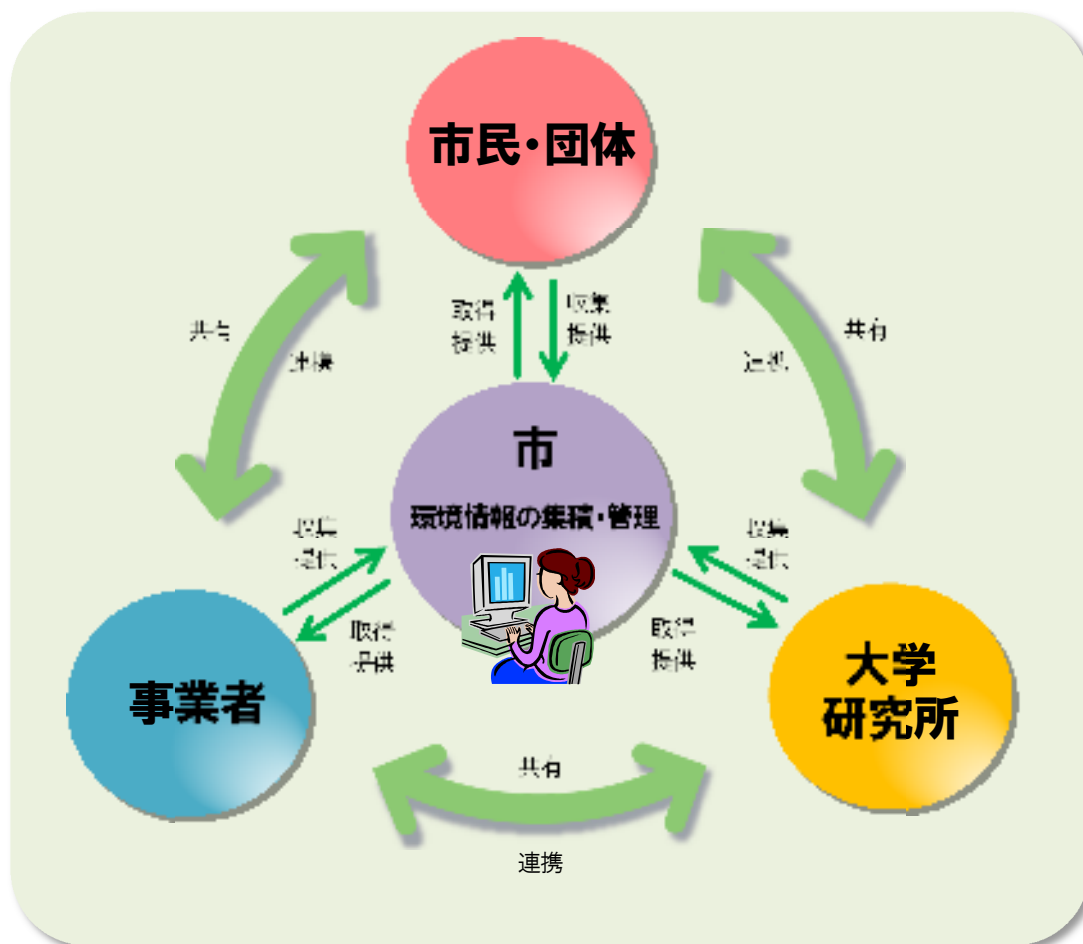 市民・団体
取得
提供
収集
提供
共有
連携
共有
連携
市
環境情報の集積・管理
収集
提供
取得
提供
収集
提供
取得
提供
事業者
大学
研究所
共有
連携